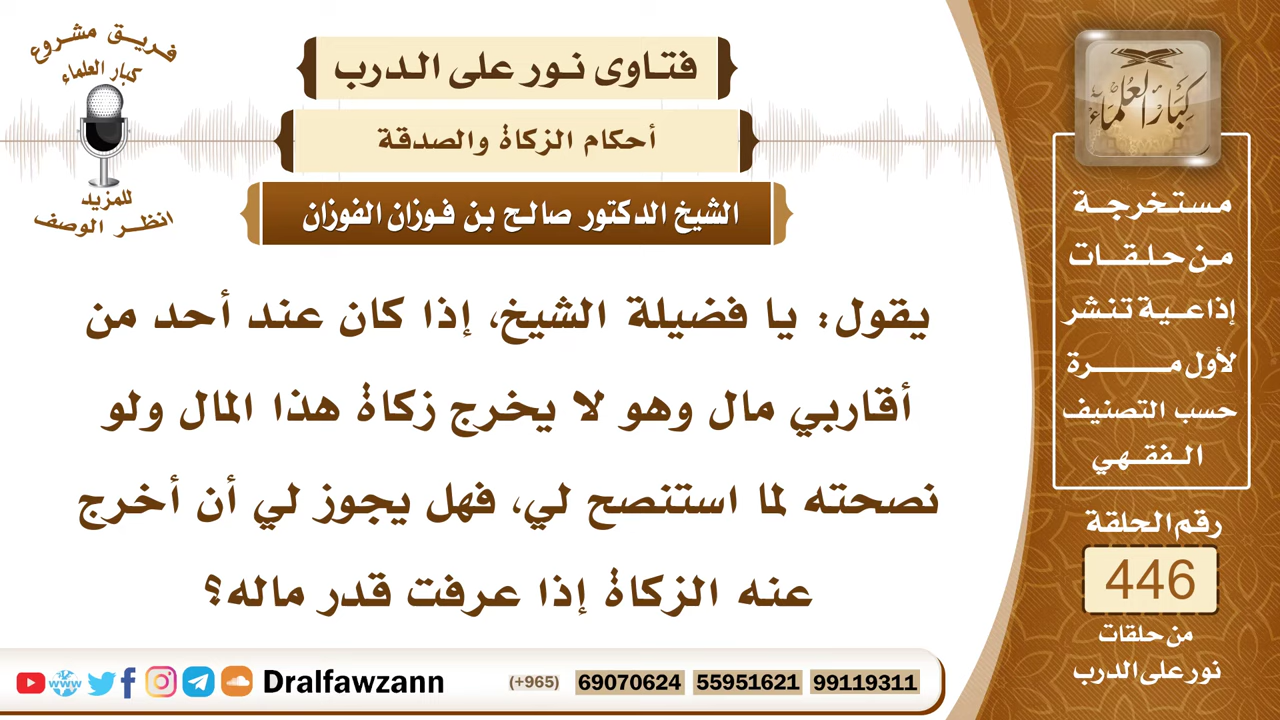 فريق مشروع
كبار العلماء
للمزيد
انظر الوصف
فتاوى نور على الدرب
أحكام الزكاة والصدقة
الشيخ الدكتور صالح بن فوزان الفوزان
يقول: يا فضيلة الشيخ، إذا كان عند أحد من
أقاربي مال وهو لا يخرج زكاة هذا المال ولو
نصحته لما استنصح لي، فهل يجوز لي أن أخرج
عنه الزكاة إذا عرفت قدر ماله؟
كبار العلماء
مستخرجة
من حلقات
إذاعية تنشر
لأول مرة
حسب التصنيف
الفقهي
رقم الحلقة
446
من حلقات
نور على الدرب
www Dralfawzann (+965) 69070624 55951621 99119311